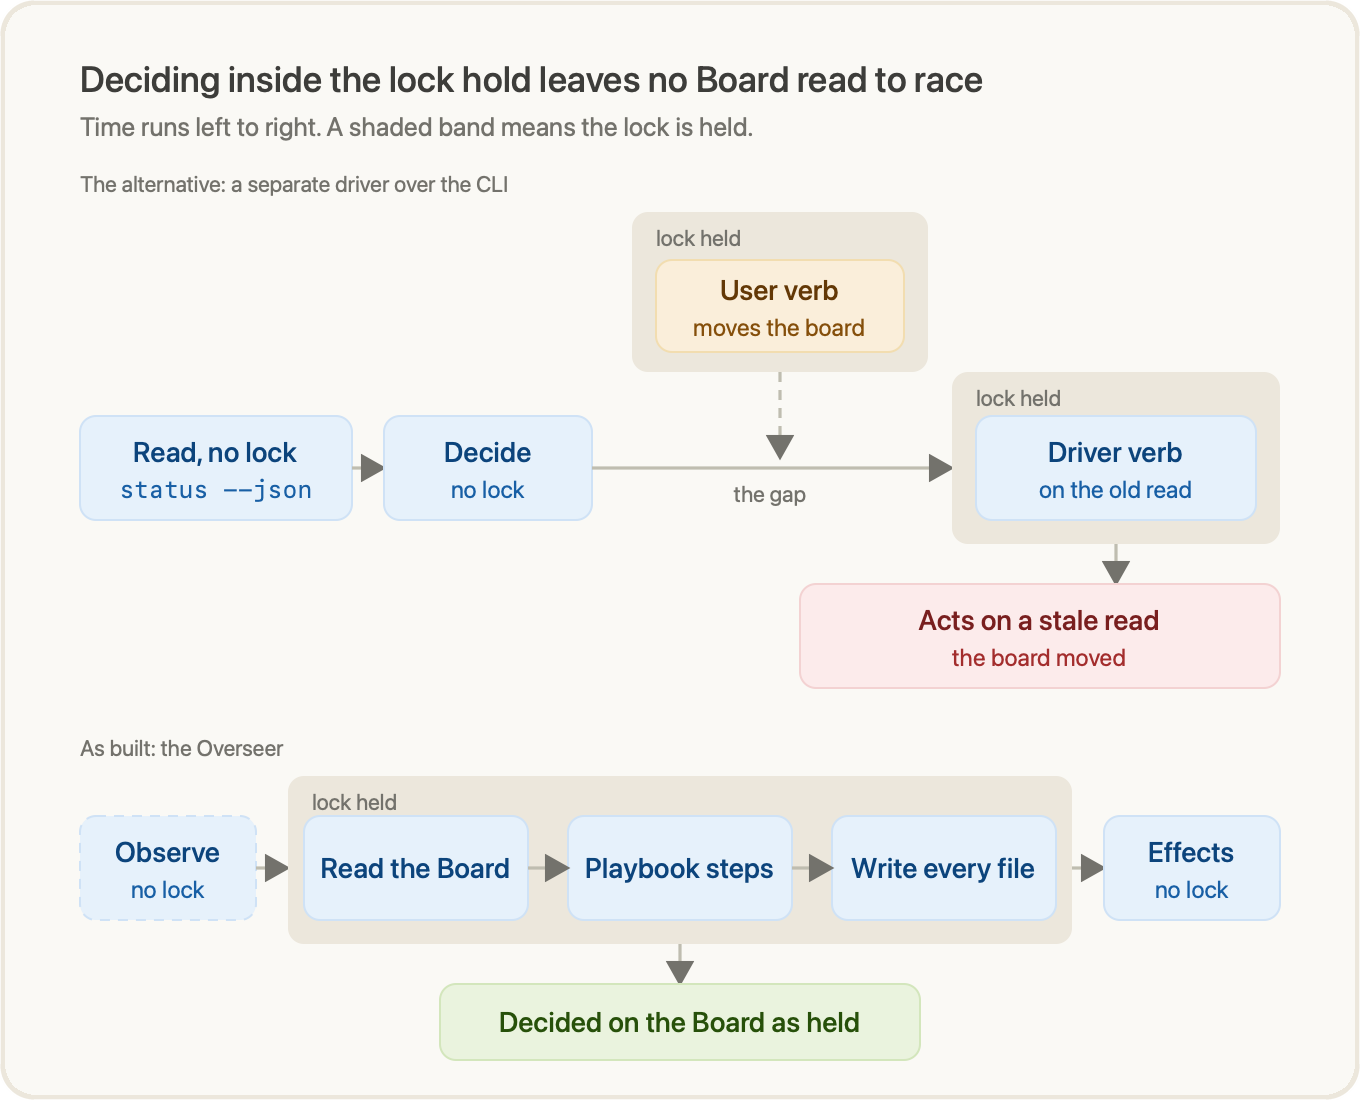 Deciding inside the lock hold leaves no Board read to race
Time runs left to right. A shaded band means the lock is held.
The alternative: a separate driver over the CLI
lock held
User verb
moves the board
lock held
Read, no lock
status --json
Decide
no lock
the gap
Driver verb
on the old read
Acts on a stale read
the board moved
As built: the Overseer
lock held
Observe
no lock
Read the Board
Playbook steps
Write every file
Effects
no lock
Decided on the Board as held